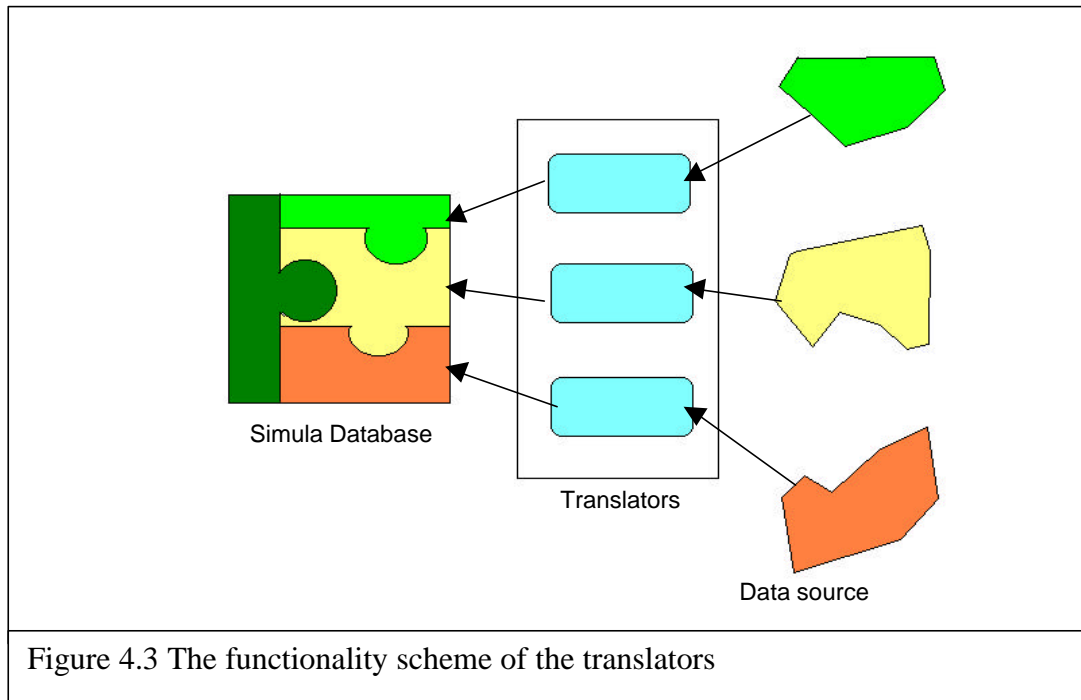 Simula Database
Translators
Data source
Figure 4.3 The functionality scheme of the translators